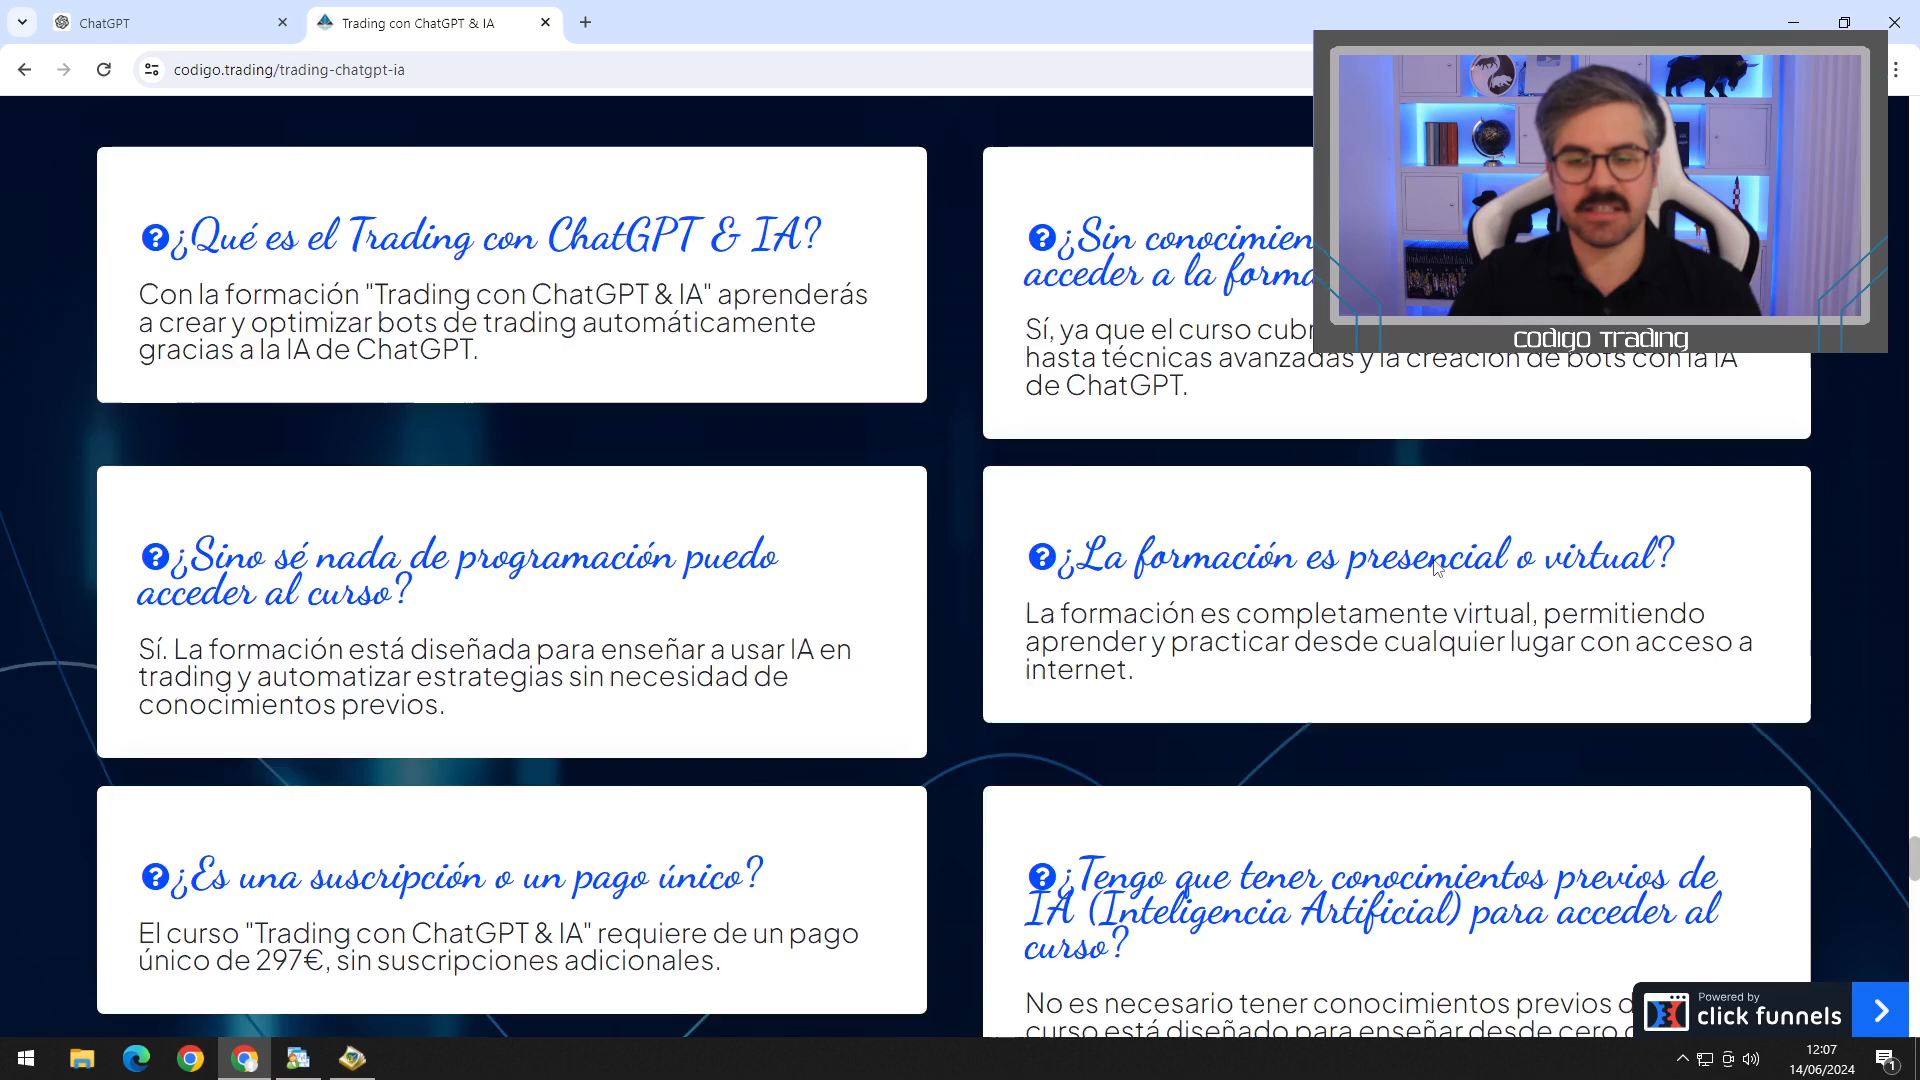 ChatGPT
Trading con ChatGPT & IA
codigo.trading/trading-chatgpt-ia
codigo trading
¿Qué es el Trading con ChatGPT & IA?
Con la formación "Trading con ChatGPT & IA" aprenderás
a crear y optimizar bots de trading automáticamente
gracias a la IA de ChatGPT.
¿Sin conocimien
acceder a la forma
Sí, ya que el curso cubr
hasta técnicas avanzadas y la creación de bots con la IA
de ChatGPT.
¿Sino sé nada de programación puedo
acceder al curso?
Sí. La formación está diseñada para enseñar a usar IA en
trading y automatizar estrategias sin necesidad de
conocimientos previos.
¿La formación es presencial o virtual?
La formación es completamente virtual, permitiendo
aprender y practicar desde cualquier lugar con acceso a
internet.
¿Es una suscripción o un pago único?
El curso "Trading con ChatGPT & IA" requiere de un pago
único de 297€, sin suscripciones adicionales.
¿Tengo que tener conocimientos previos de
IA (Inteligencia Artificial) para acceder al
curso?
No es necesario tener conocimientos previos
curso está diseñado para enseñar desde cero
Powered by
click funnels
12:07
14/06/2024
1